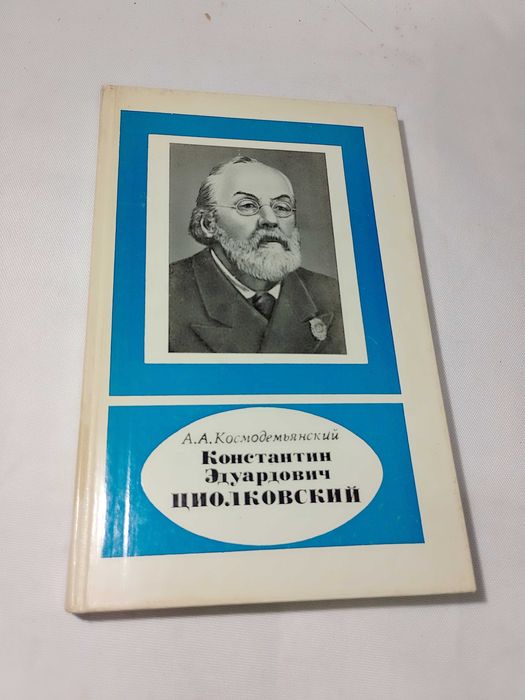 А.А.Космодемьянский
Константин
Эдуардович
ЦИОЛКОВСКИЙ